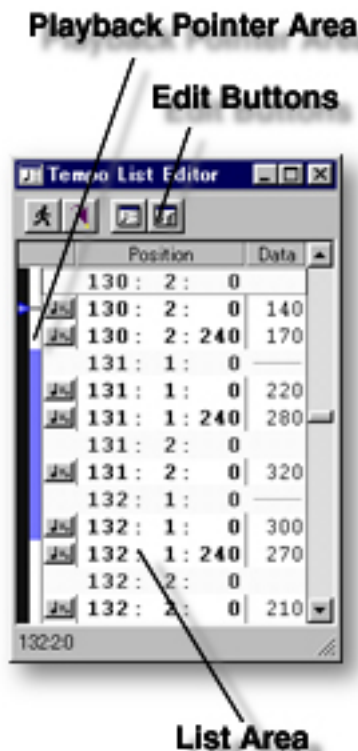 Playback Pointer Area
Edit Buttons
Tempo List Editor
Position Data
130: 2: 0
130: 2: 0 140
130: 2:240 170
131: 1: 0
131: 1: 0 220
131: 1:240 280
131: 2: 0
131: 2: 0 320
132: 1: 0
132: 1: 0 300
132: 1:240 270
132: 2: 0
132: 2: 0 210
132:2:0
List Area